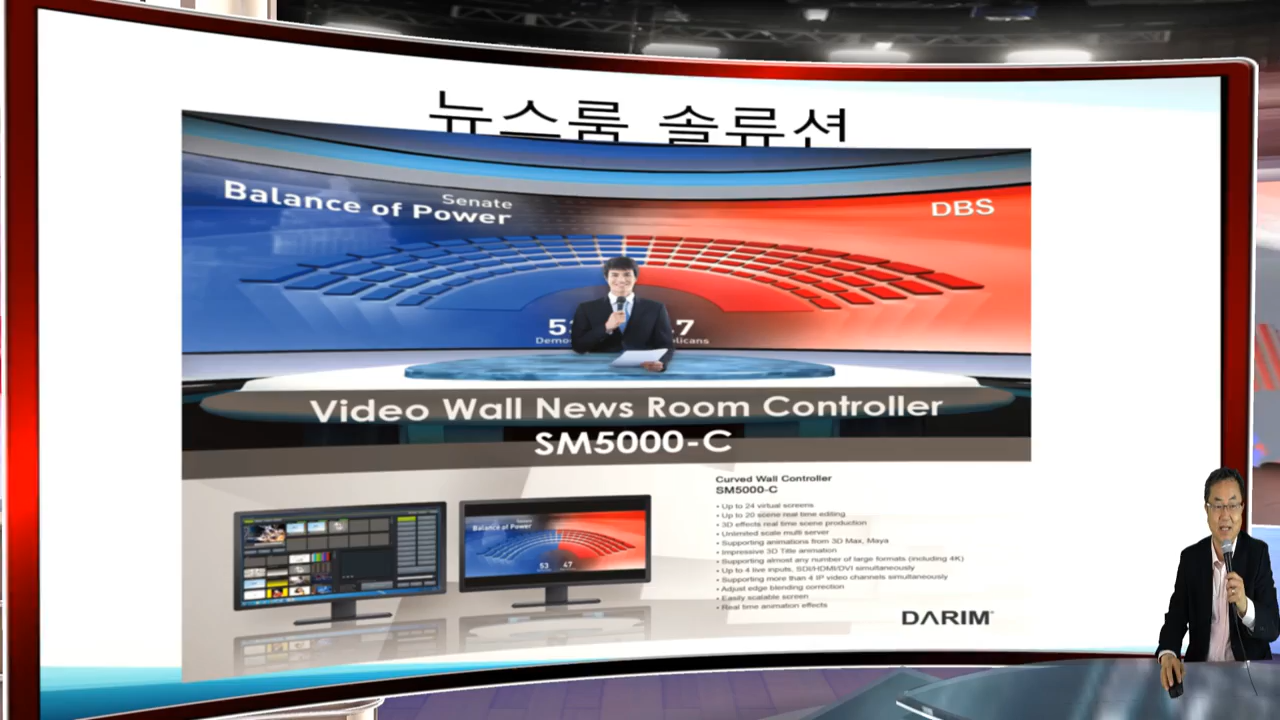 뉴스룸 솔루션
Senate
Balance of Power
DBS
Video Wall News Room Controller
SM5000-C
Curved Wall Controller
SM5000-C
• Up to 24 virtual screens
• Up to 20 scene real time editing
• 3D effects real time scene production
• Unlimited scale multi server
• Supporting animations from 3D Max, Maya
• Impressive 3D Title animation
• Supporting almost any number of large formats (including 4K)
• Up to 4 live inputs, SDI/HDMI/DVI simultaneously
• Supporting more than 4 IP video channels simultaneously
• Adjust edge blending correction
• Easily scalable screen
• Real time animation effects
Balance of Power
53 47
DARIM